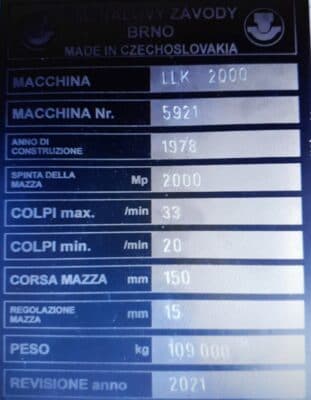 ZÁVODY
BRNO
MADE IN CZECHOSLOVAKIA
MACCHINA LLK 2000
MACCHINA Nr. 5921
ANNO DI
COSTRUZIONE 1978
SPINTA DELLA
MAZZA Mp 2000
COLPI max. /min 33
COLPI min. /min 20
CORSA MAZZA mm 150
REGOLAZIONE
MAZZA mm 15
PESO kg 109 000
REVISIONE anno 2021